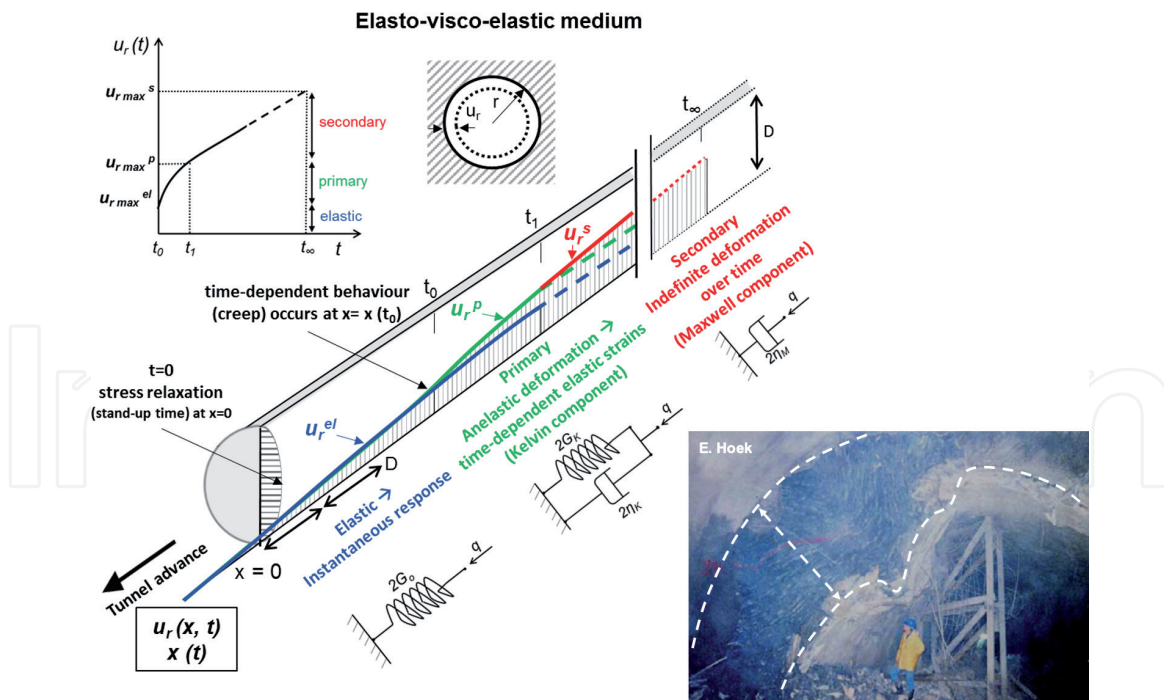 Elasto-visco-elastic medium
u_r (t)
u_r max^s
u_r max^p
u_r max^el
secondary
primary
elastic
t_0
t_1
t_∞
t
u_r
r
t_∞
D
t_1
u_r^s
t_0
time-dependent behaviour
(creep) occurs at x= x (t_0)
u_r^p
t=0
stress relaxation
(stand-up time) at x=0
u_r^el
D
Secondary
Indefinite deformation
over time
(Maxwell component)
q
2η_M
Primary
Anelastic deformation →
time-dependent elastic strains
(Kelvin component)
q
2G_K
2η_K
Elastic →
Instantaneous response
q
2G_o
x = 0
Tunnel advance
u_r (x, t)
x (t)
E. Hoek